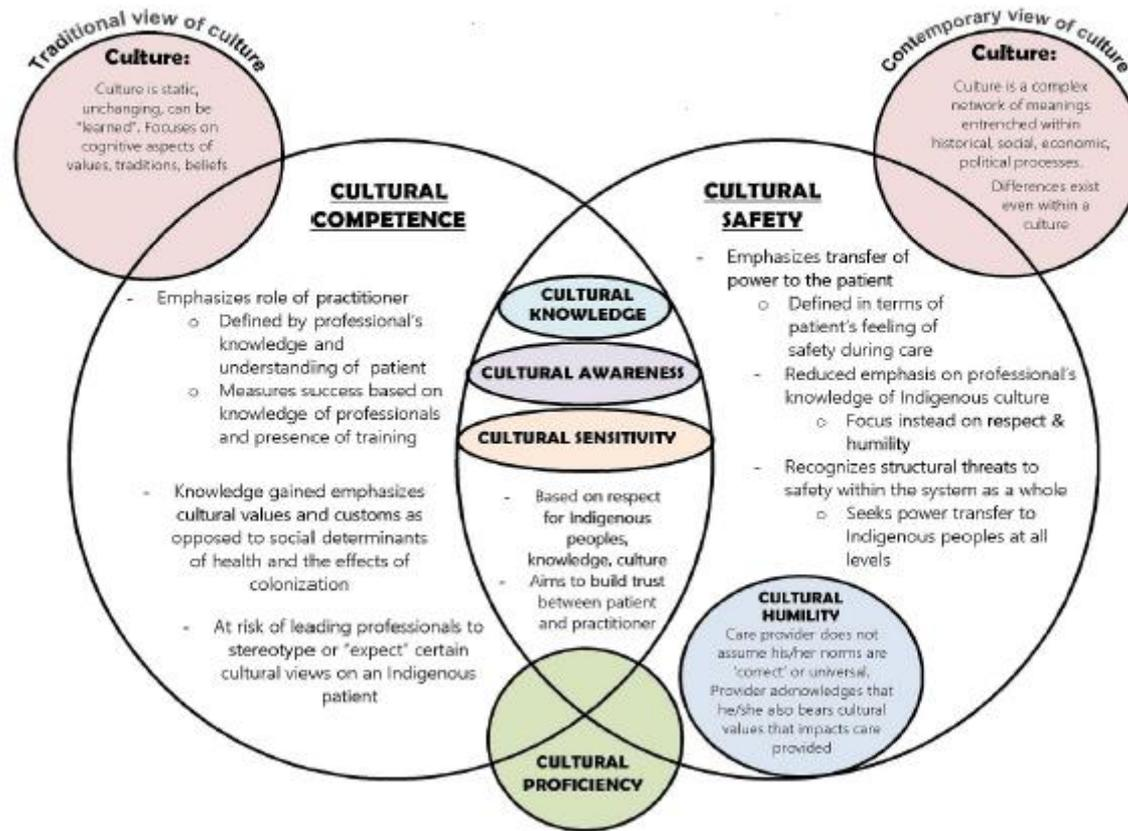 Traditional view of culture
Culture:
Culture is static,
unchanging, can be
"learned". Focuses on
cognitive aspects of
values, traditions, beliefs
Contemporary view of culture
Culture:
Culture is a complex
network of meanings
entrenched within
historical, social, economic,
political processes.
Differences exist
even within a
culture
CULTURAL
COMPETENCE
- Emphasizes role of practitioner
o Defined by professional's
knowledge and
understanding of patient
o Measures success based on
knowledge of professionals
and presence of training
- Knowledge gained emphasizes
cultural values and customs as
opposed to social determinants
of health and the effects of
colonization
- At risk of leading professionals to
stereotype or "expect" certain
cultural views on an Indigenous
patient
CULTURAL
KNOWLEDGE
CULTURAL AWARENESS
CULTURAL SENSITIVITY
- Based on respect
for Indigenous
peoples,
knowledge, culture
- Aims to build trust
between patient
and practitioner
CULTURAL
PROFICIENCY
CULTURAL
SAFETY
- Emphasizes transfer of
power to the patient
o Defined in terms of
patient's feeling of
safety during care
- Reduced emphasis on professional's
knowledge of Indigenous culture
o Focus instead on respect &
humility
- Recognizes structural threats to
safety within the system as a whole
o Seeks power transfer to
Indigenous peoples at all
levels
CULTURAL
HUMILITY
Care provider does not
assume his/her norms are
'correct' or universal.
Provider acknowledges that
he/she also bears cultural
values that impacts care
provided